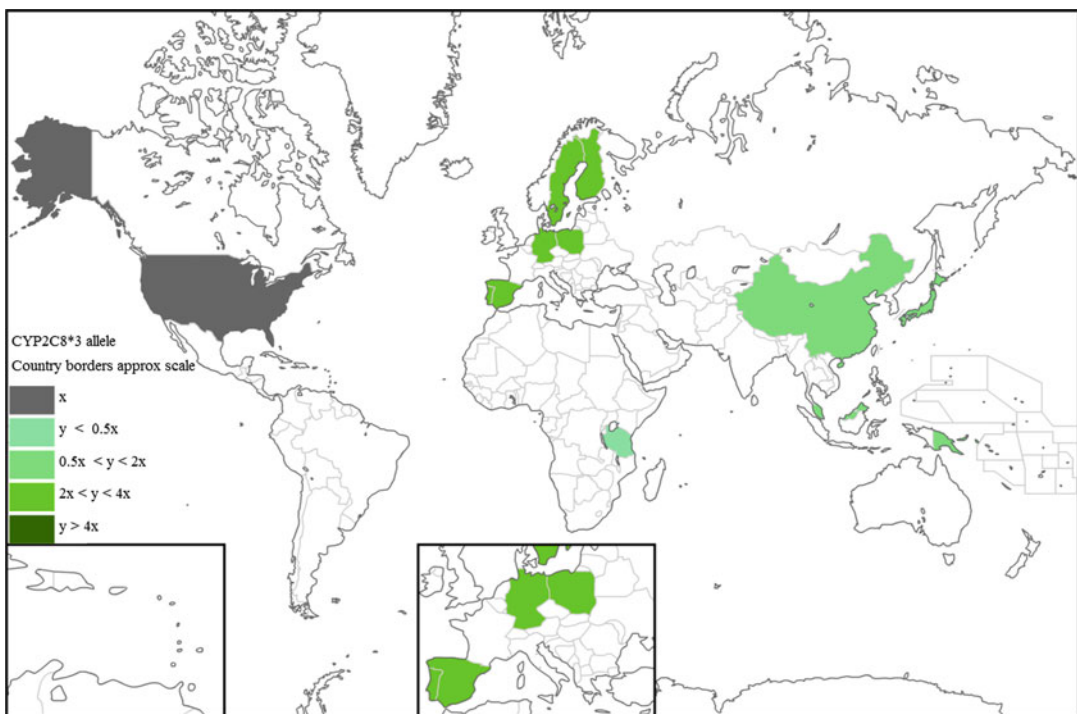 CYP2C8*3 allele
Country borders approx scale
x
y < 0.5x
0.5x < y < 2x
2x < y < 4x
y > 4x